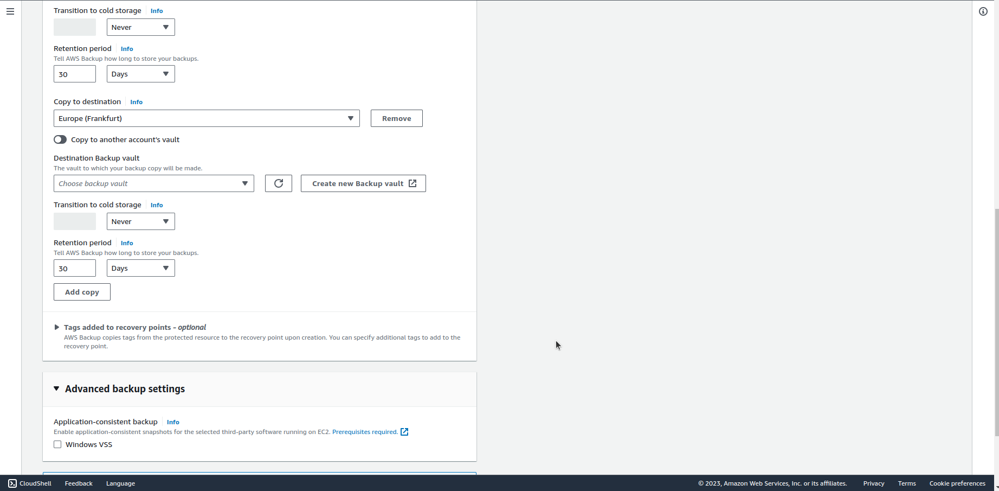 Transition to cold storage Info
Never
Retention period Info
Tell AWS Backup how long to store your backups.
30 Days
Copy to destination Info
Europe (Frankfurt) Remove
Copy to another account's vault
Destination Backup vault
The vault to which your backup copy will be made.
Choose backup vault Create new Backup vault
Transition to cold storage Info
Never
Retention period Info
Tell AWS Backup how long to store your backups.
30 Days
Add copy
Tags added to recovery points - optional
AWS Backup copies tags from the protected resource to the recovery point upon creation. You can specify additional tags to add to the
recovery point.
Advanced backup settings
Application-consistent backup Info
Enable application-consistent snapshots for the selected third-party software running on EC2. Prerequisites required.
Windows VSS
CloudShell Feedback Language © 2023, Amazon Web Services, Inc. or its affiliates. Privacy Terms Cookie preferences